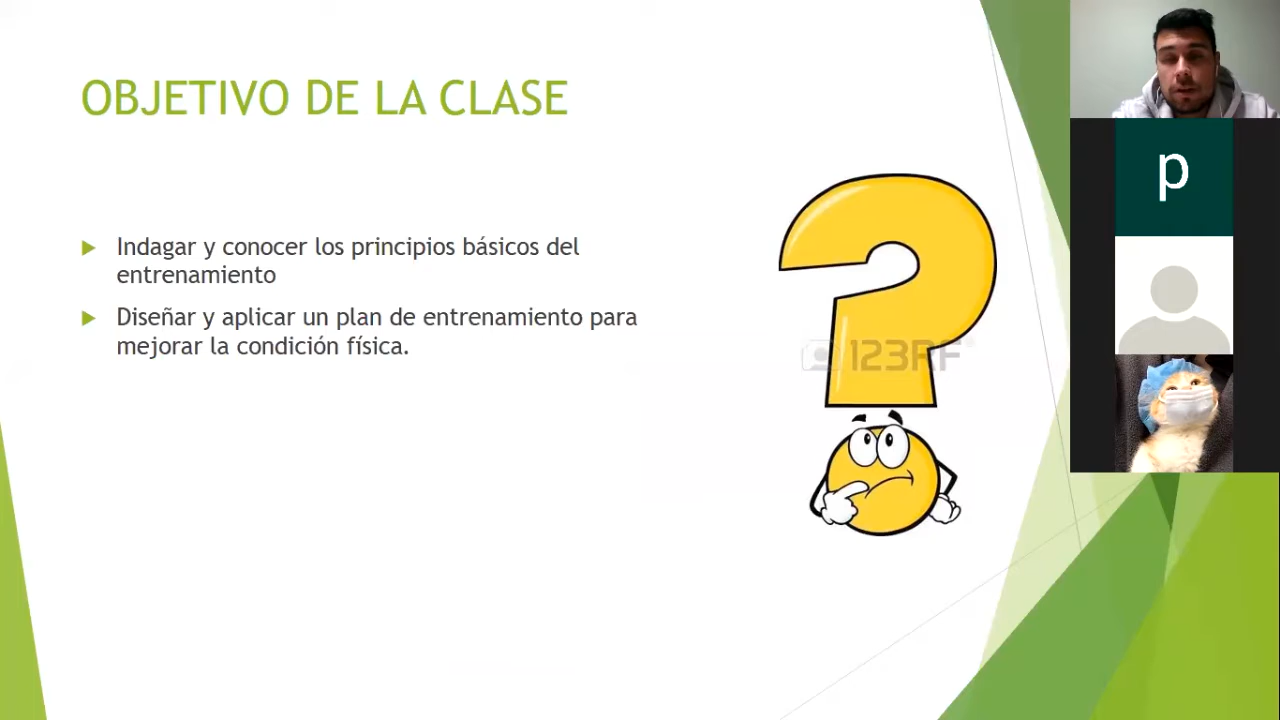 OBJETIVO DE LA CLASE
Indagar y conocer los principios básicos del
entrenamiento
Diseñar y aplicar un plan de entrenamiento para
mejorar la condición física.
123RF
p